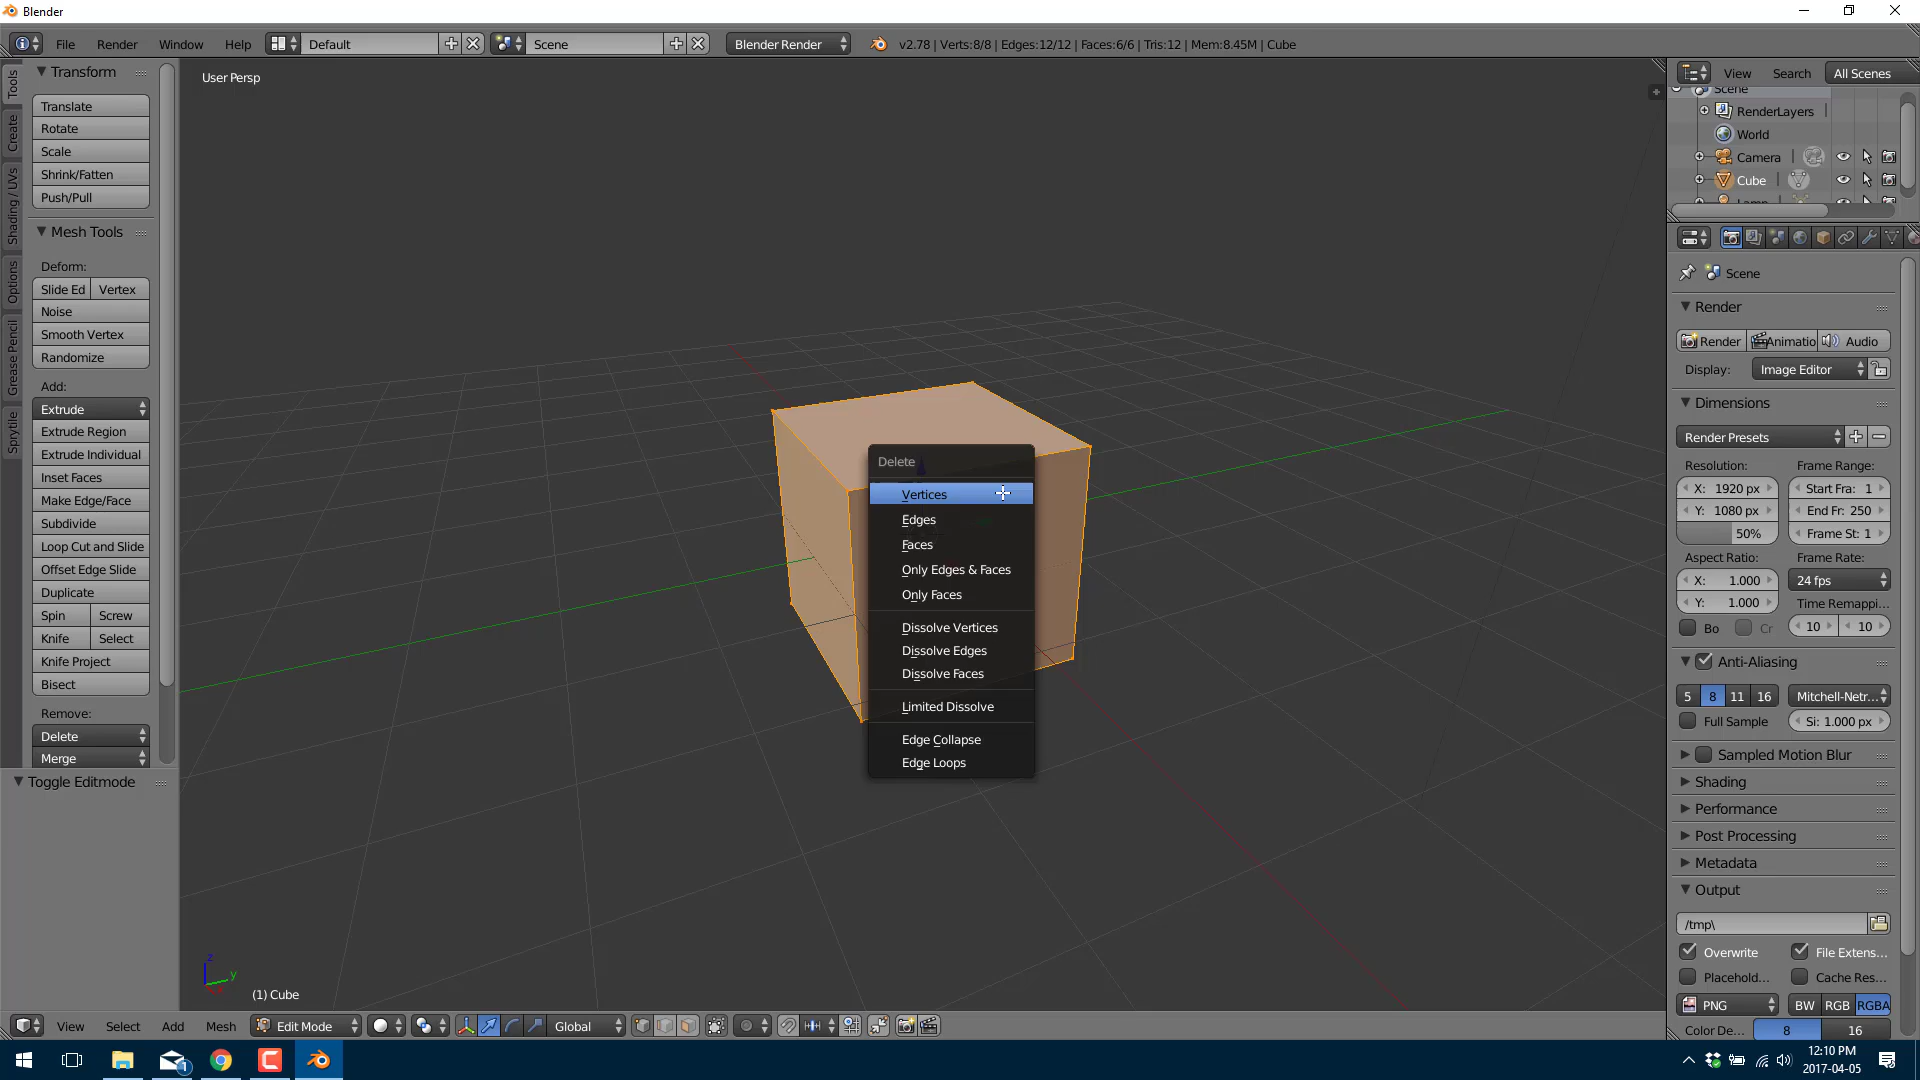 Blender
File Render Window Help Default Scene Blender Render v2.78 | Verts:8/8 | Edges:12/12 | Faces:6/6 | Tris:12 | Mem:8.45M | Cube
Tools
Create
Shading / UVs
Options
Grease Pencil
Sprytile
Transform
Translate
Rotate
Scale
Shrink/Fatten
Push/Pull
Mesh Tools
Deform:
Slide Ed Vertex
Noise
Smooth Vertex
Randomize
Add:
Extrude
Extrude Region
Extrude Individual
Inset Faces
Make Edge/Face
Subdivide
Loop Cut and Slide
Offset Edge Slide
Duplicate
Spin Screw
Knife Select
Knife Project
Bisect
Remove:
Delete
Merge
Toggle Editmode
User Persp
Delete
Vertices
Edges
Faces
Only Edges & Faces
Only Faces
Dissolve Vertices
Dissolve Edges
Dissolve Faces
Limited Dissolve
Edge Collapse
Edge Loops
z
y
(1) Cube
View Select Add Mesh Edit Mode Global
View Search All Scenes
Scene
RenderLayers
World
Camera
Cube
Lamp
Scene
Render
Render Animatio Audio
Display: Image Editor
Dimensions
Render Presets
Resolution: Frame Range:
X: 1920 px Start Fra: 1
Y: 1080 px End Fr: 250
50% Frame St: 1
Aspect Ratio: Frame Rate:
X: 1.000 24 fps
Y: 1.000 Time Remappi...
Bo Cr 10 10
Anti-Aliasing
5 8 11 16 Mitchell-Netr...
Full Sample Si: 1.000 px
Sampled Motion Blur
Shading
Performance
Post Processing
Metadata
Output
/tmp\
Overwrite File Extens...
Placehold... Cache Res...
PNG BW RGB RGBA
Color De... 8 16
1
12:10 PM
2017-04-05